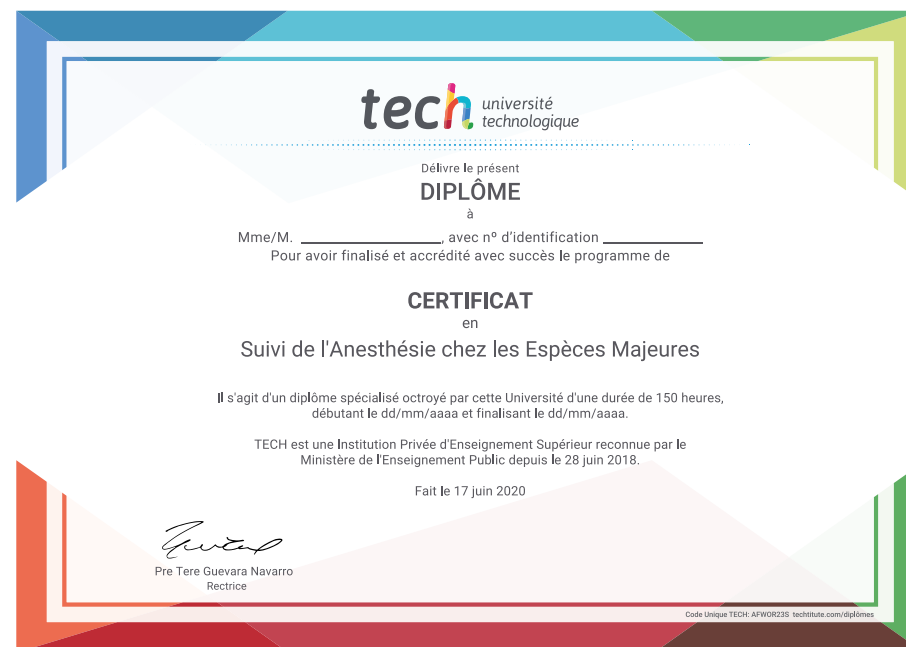 tech université
technologique
Délivre le présent
DIPLÔME
à
Mme/M. ____________________, avec nº d'identification ______________
Pour avoir finalisé et accrédité avec succès le programme de
CERTIFICAT
en
Suivi de l'Anesthésie chez les Espèces Majeures
Il s'agit d'un diplôme spécialisé octroyé par cette Université d'une durée de 150 heures,
débutant le dd/mm/aaaa et finalisant le dd/mm/aaaa.
TECH est une Institution Privée d'Enseignement Supérieur reconnue par le
Ministère de l'Enseignement Public depuis le 28 juin 2018.
Fait le 17 juin 2020
Pre Tere Guevara Navarro
Rectrice
Code Unique TECH: AFWOR23S techtitute.com/diplômes